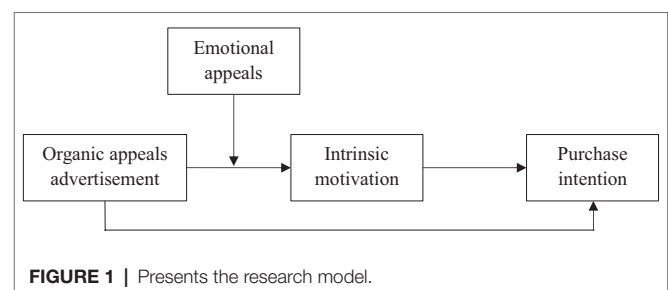 Emotional
appeals
Organic appeals
advertisement
Intrinsic
motivation
Purchase
intention
FIGURE 1 | Presents the research model.